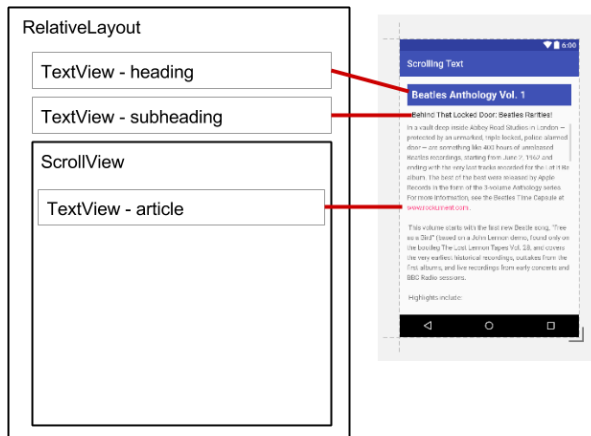 RelativeLayout
TextView - heading
TextView - subheading
ScrollView
TextView - article
6:00
Scrolling Text
Beatles Anthology Vol. 1
Behind That Locked Door: Beatles Rarities!
In a vault deep inside Abbey Road Studios in London —
protected by an unmarked, triple-locked, police-alarmed
door — are something like 400 hours of unreleased
Beatles recordings, starting from June 2, 1962 and
ending with the very last tracks recorded for the Let It Be
album. The best of the best were released by Apple
Records in the form of the 3-volume Anthology series.
For more information, see the Beatles Time Capsule at
www.rockument.com.
This volume starts with the first new Beatle song, "Free
as a Bird" (based on a John Lennon demo, found only on
the bootleg The Lost Lennon Tapes Vol. 28, and covers
the very earliest historical recordings, outtakes from the
first albums, and live recordings from early concerts and
BBC Radio sessions.
Highlights include: